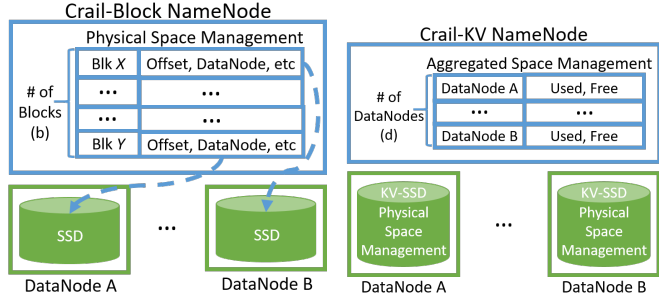 Crail-Block NameNode
Physical Space Management
# of
Blocks
(b)
Blk X
Offset, DataNode, etc
...
...
...
...
Blk Y
Offset, DataNode, etc
SSD
...
SSD
DataNode A
DataNode B
Crail-KV NameNode
Aggregated Space Management
# of
DataNodes
(d)
DataNode A
Used, Free
...
...
DataNode B
Used, Free
KV-SSD
Physical
Space
Management
...
KV-SSD
Physical
Space
Management
DataNode A
DataNode B